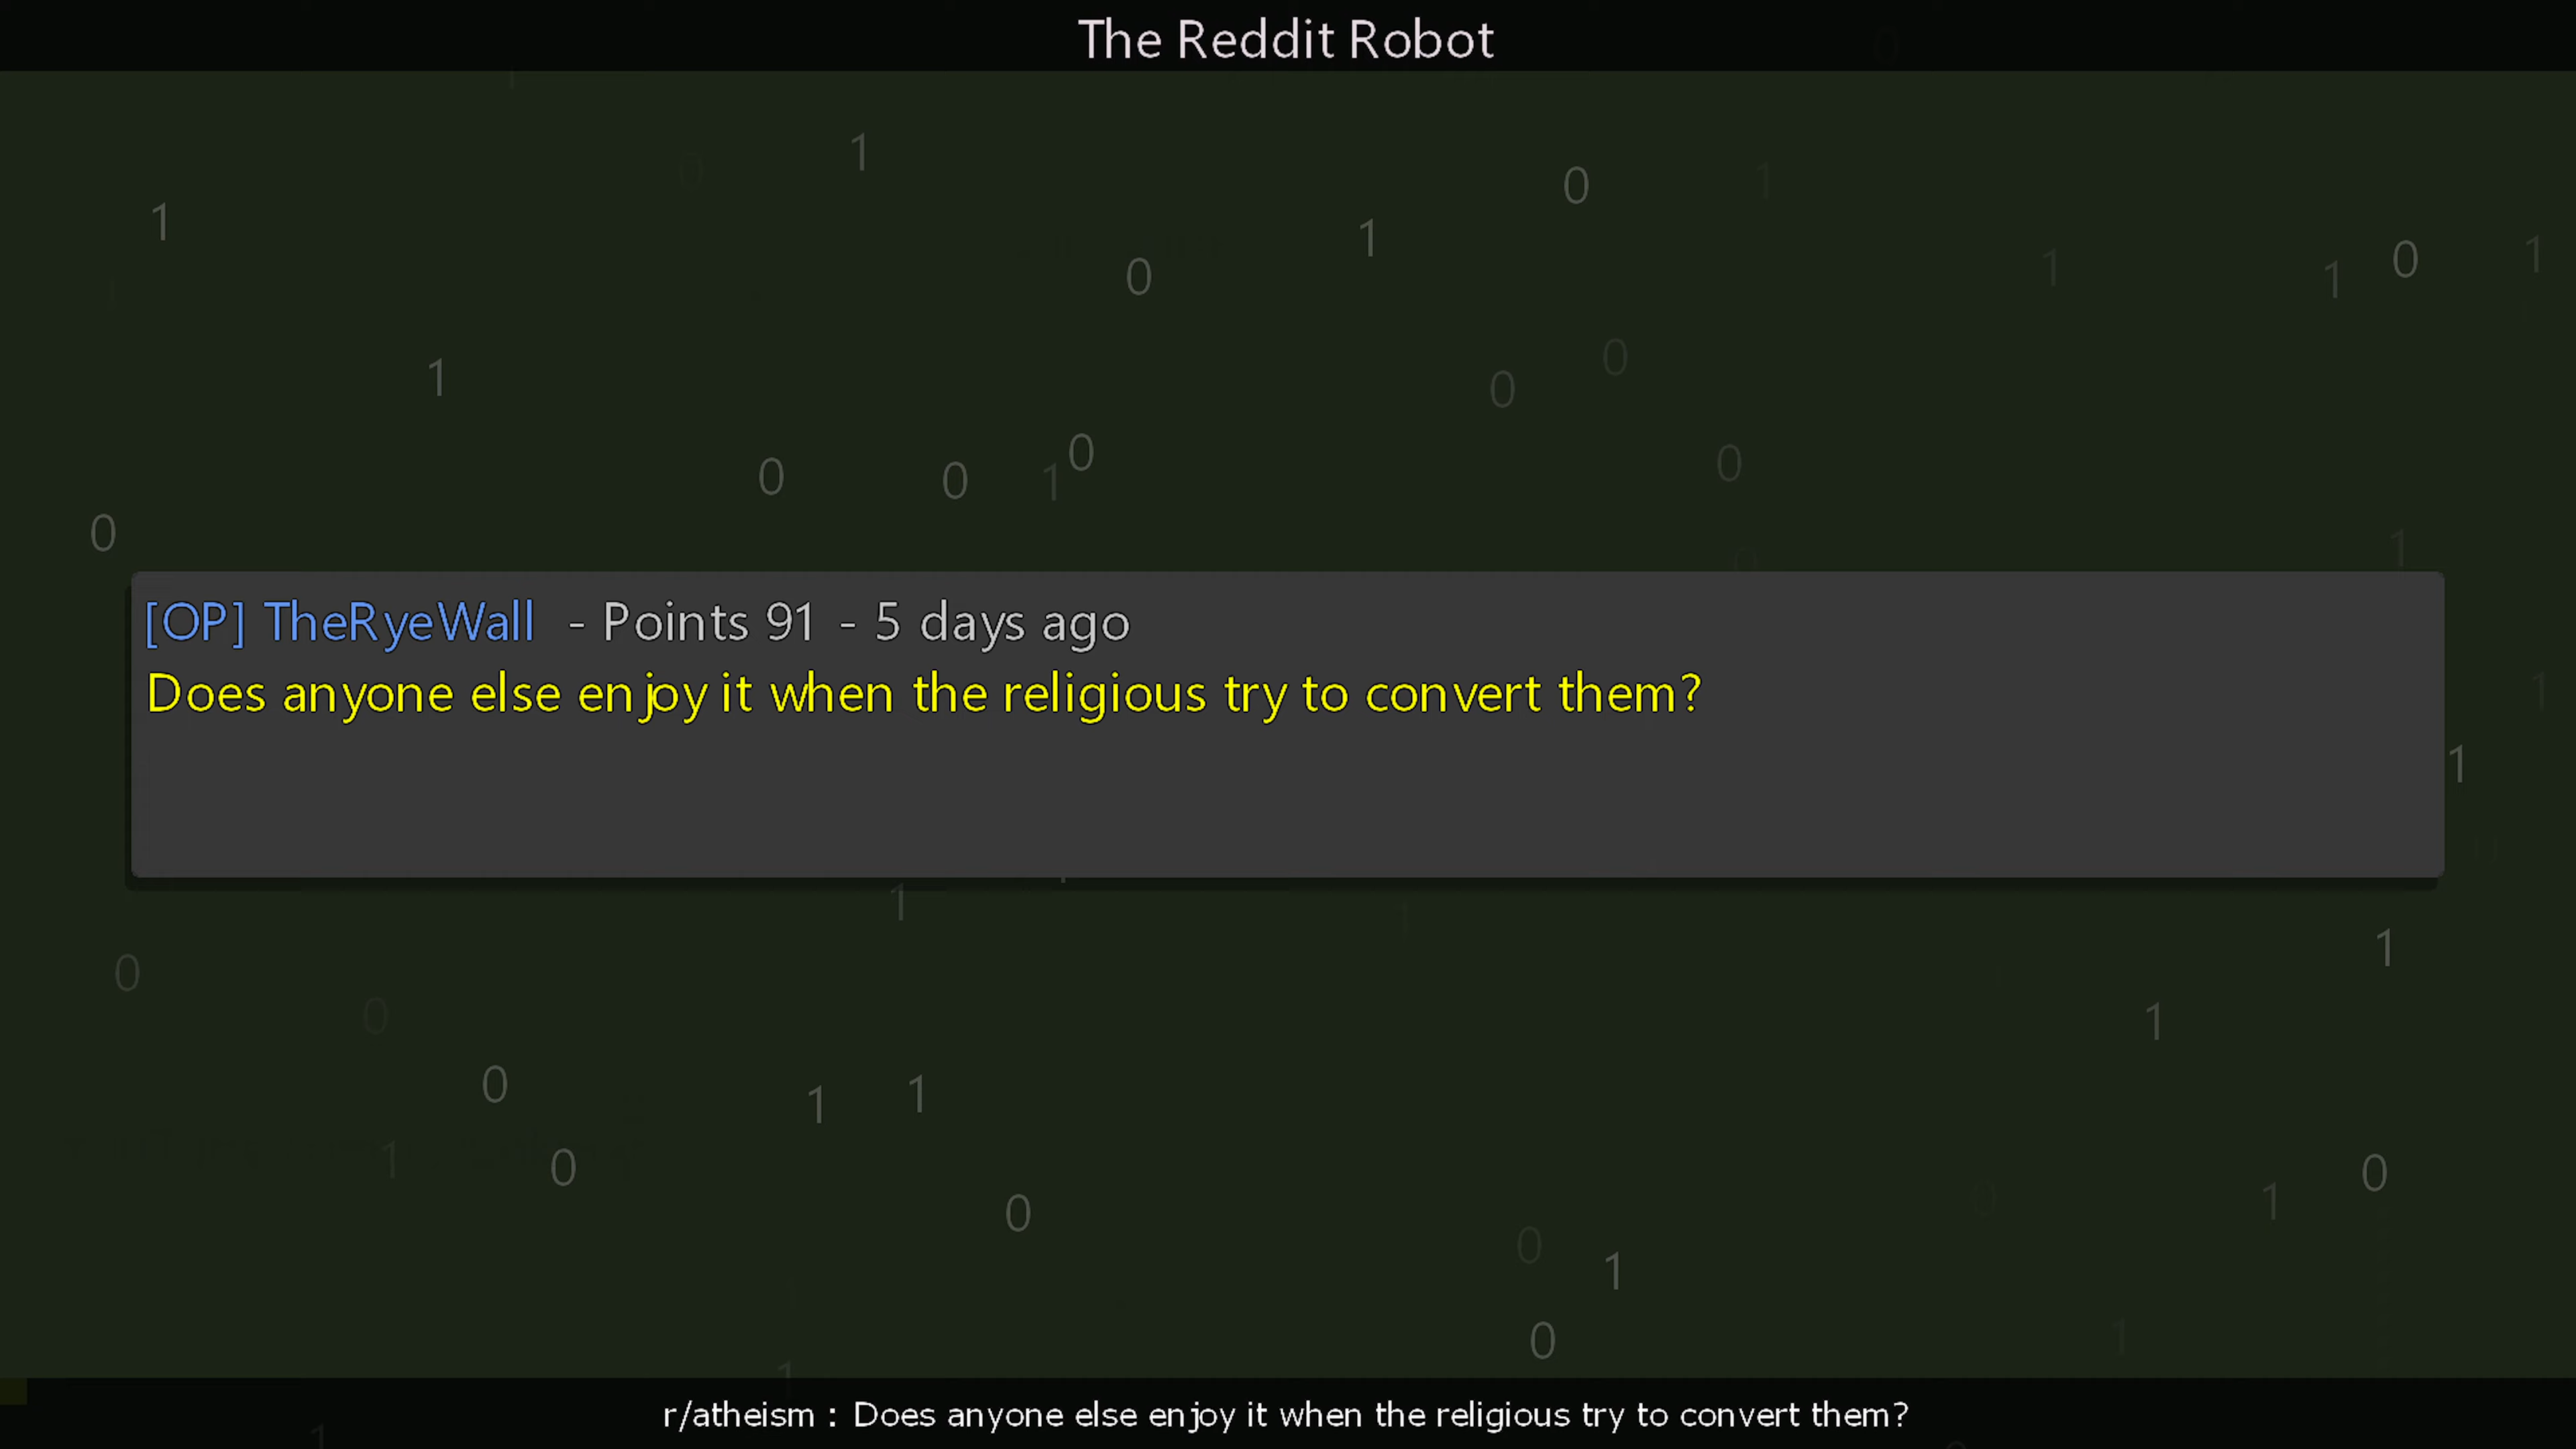 The Reddit Robot
[OP] TheRyeWall - Points 91 - 5 days ago
Does anyone else enjoy it when the religious try to convert them?
r/atheism : Does anyone else enjoy it when the religious try to convert them?